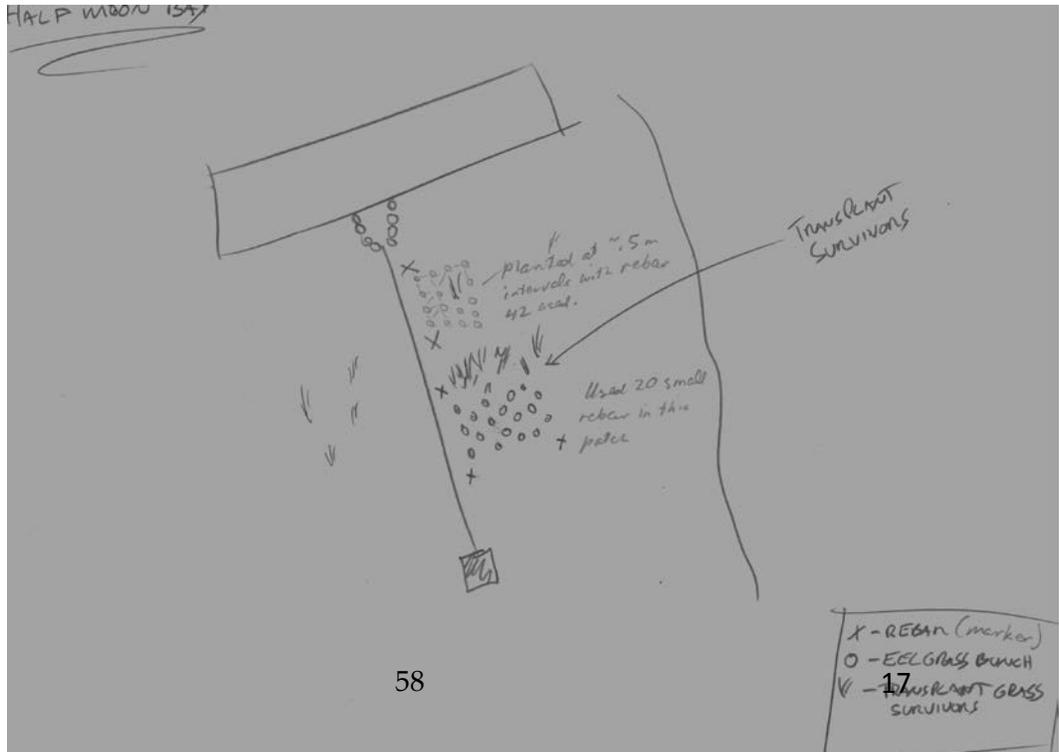 HALF MOON BAY
TRANSPLANT
SURVIVORS
planted at ~.5m
intervals with rebar
42 used.
Used 20 small
rebar in this
patch
X - REBAR (marker)
O - EELGRASS BUNCH
- TRANSPLANT GRASS
SURVIVORS
58
17